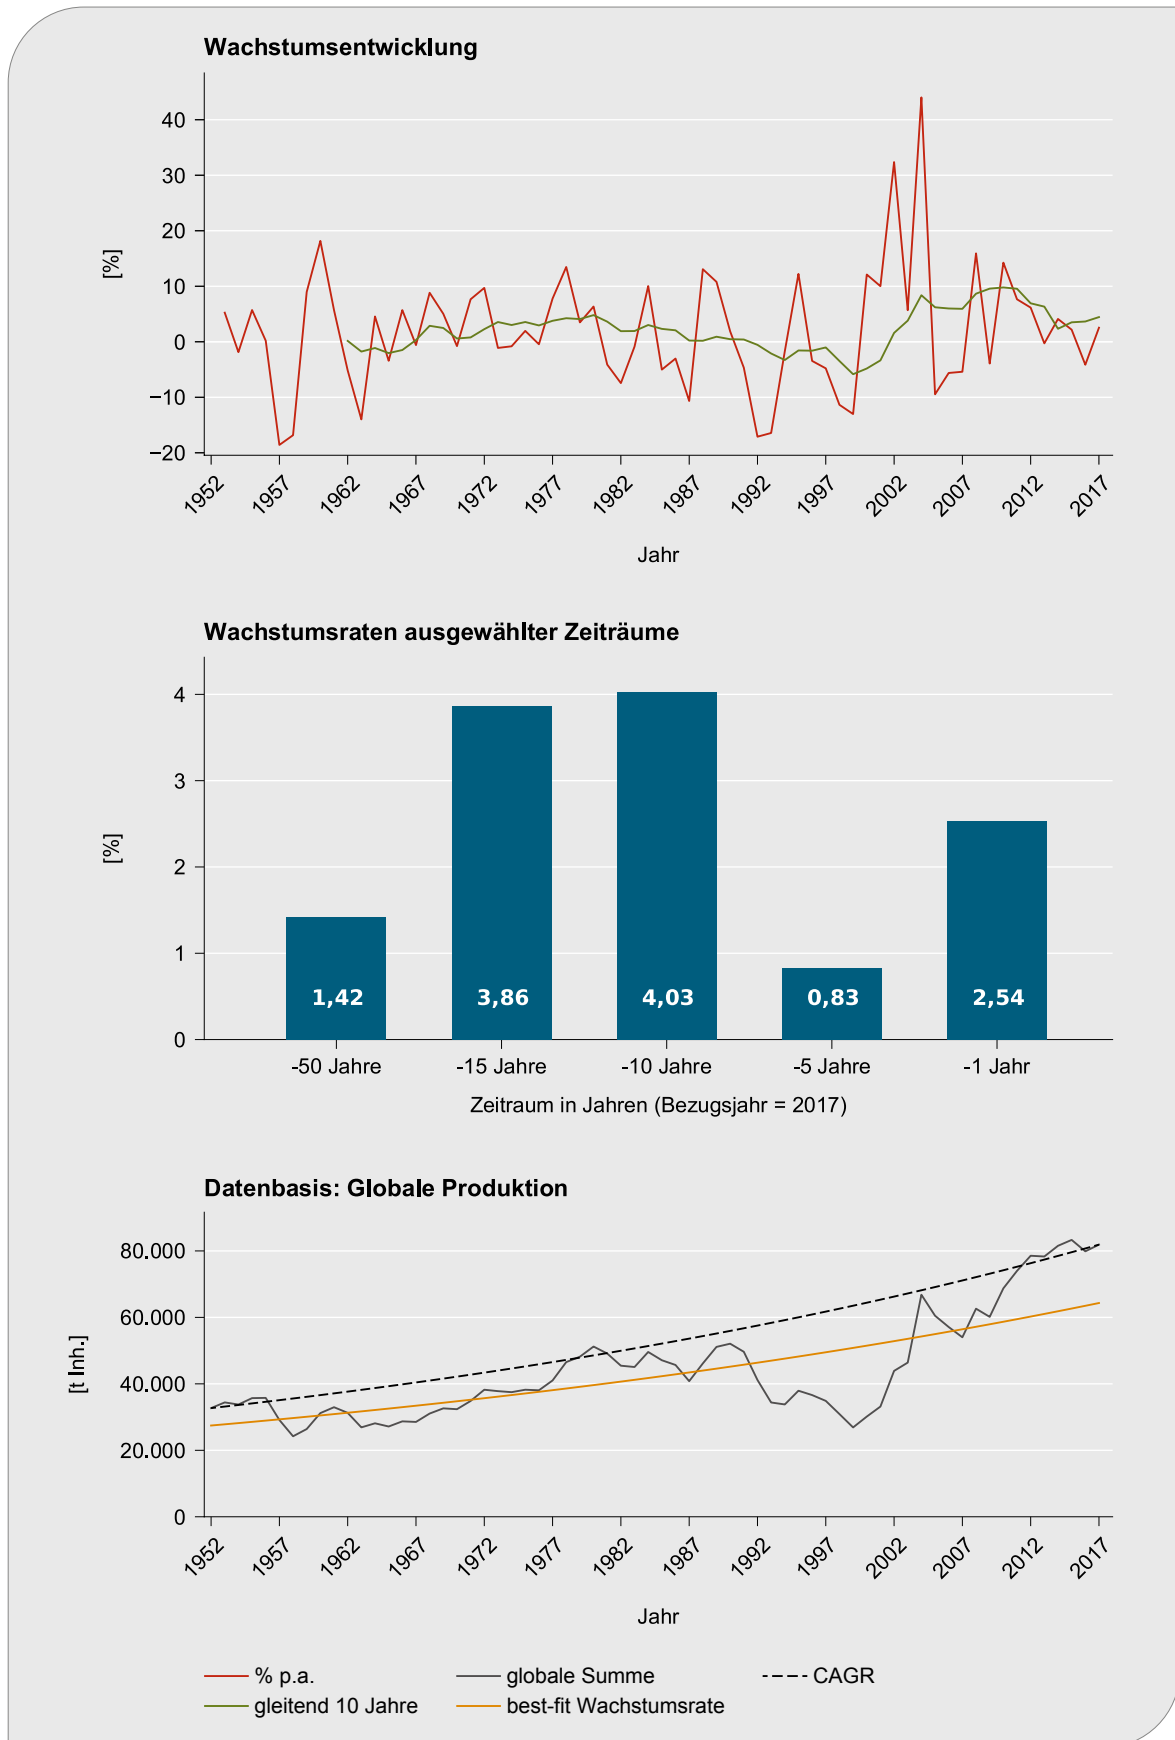 Wachstumsentwicklung
40
30
20
10
0
−10
−20
[%]
1952 1957 1962 1967 1972 1977 1982 1987 1992 1997 2002 2007 2012 2017
Jahr
Wachstumsraten ausgewählter Zeiträume
4
3
2
1
0
[%]
1,42 3,86 4,03 0,83 2,54
-50 Jahre -15 Jahre -10 Jahre -5 Jahre -1 Jahr
Zeitraum in Jahren (Bezugsjahr = 2017)
Datenbasis: Globale Produktion
80.000
60.000
40.000
20.000
0
[t Inh.]
1952 1957 1962 1967 1972 1977 1982 1987 1992 1997 2002 2007 2012 2017
Jahr
% p.a. globale Summe CAGR
gleitend 10 Jahre best-fit Wachstumsrate